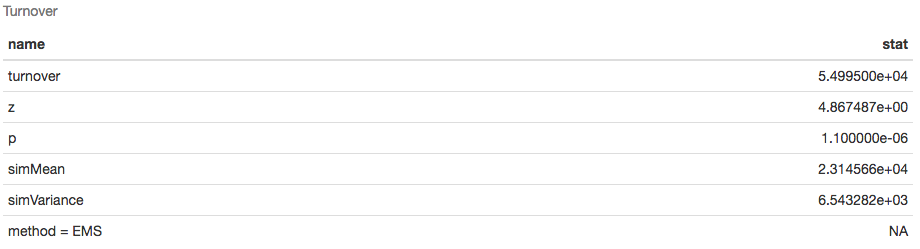 Turnover
name stat
turnover 5.499500e+04
z 4.867487e+00
p 1.100000e-06
simMean 2.314566e+04
simVariance 6.543282e+03
method = EMS NA